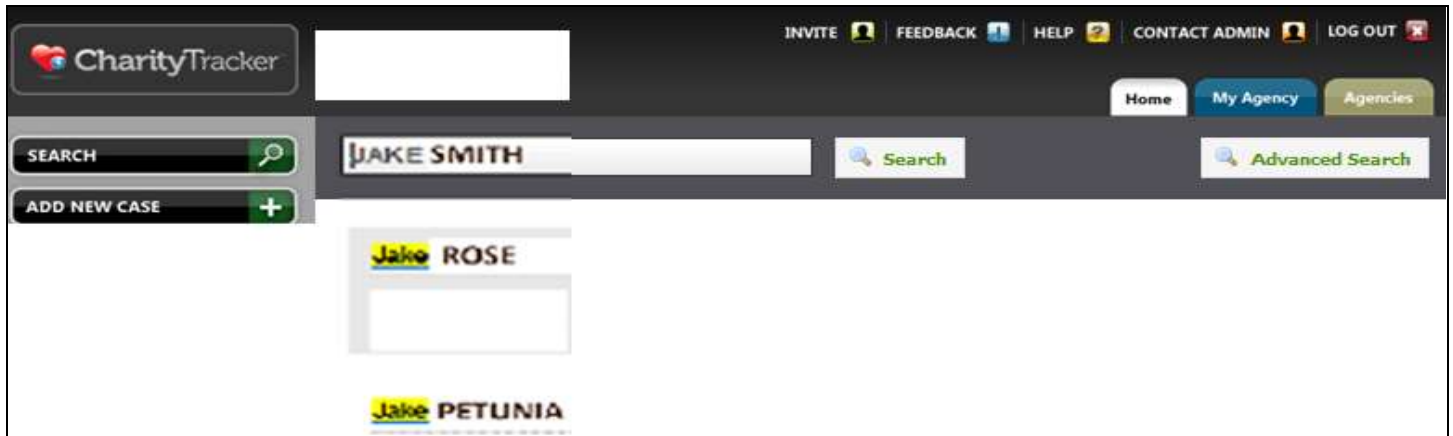 INVITE FEEDBACK HELP CONTACT ADMIN LOG OUT
CharityTracker
Home My Agency Agencies
SEARCH JAKE SMITH Search Advanced Search
ADD NEW CASE
Jake ROSE
Jake PETUNIA